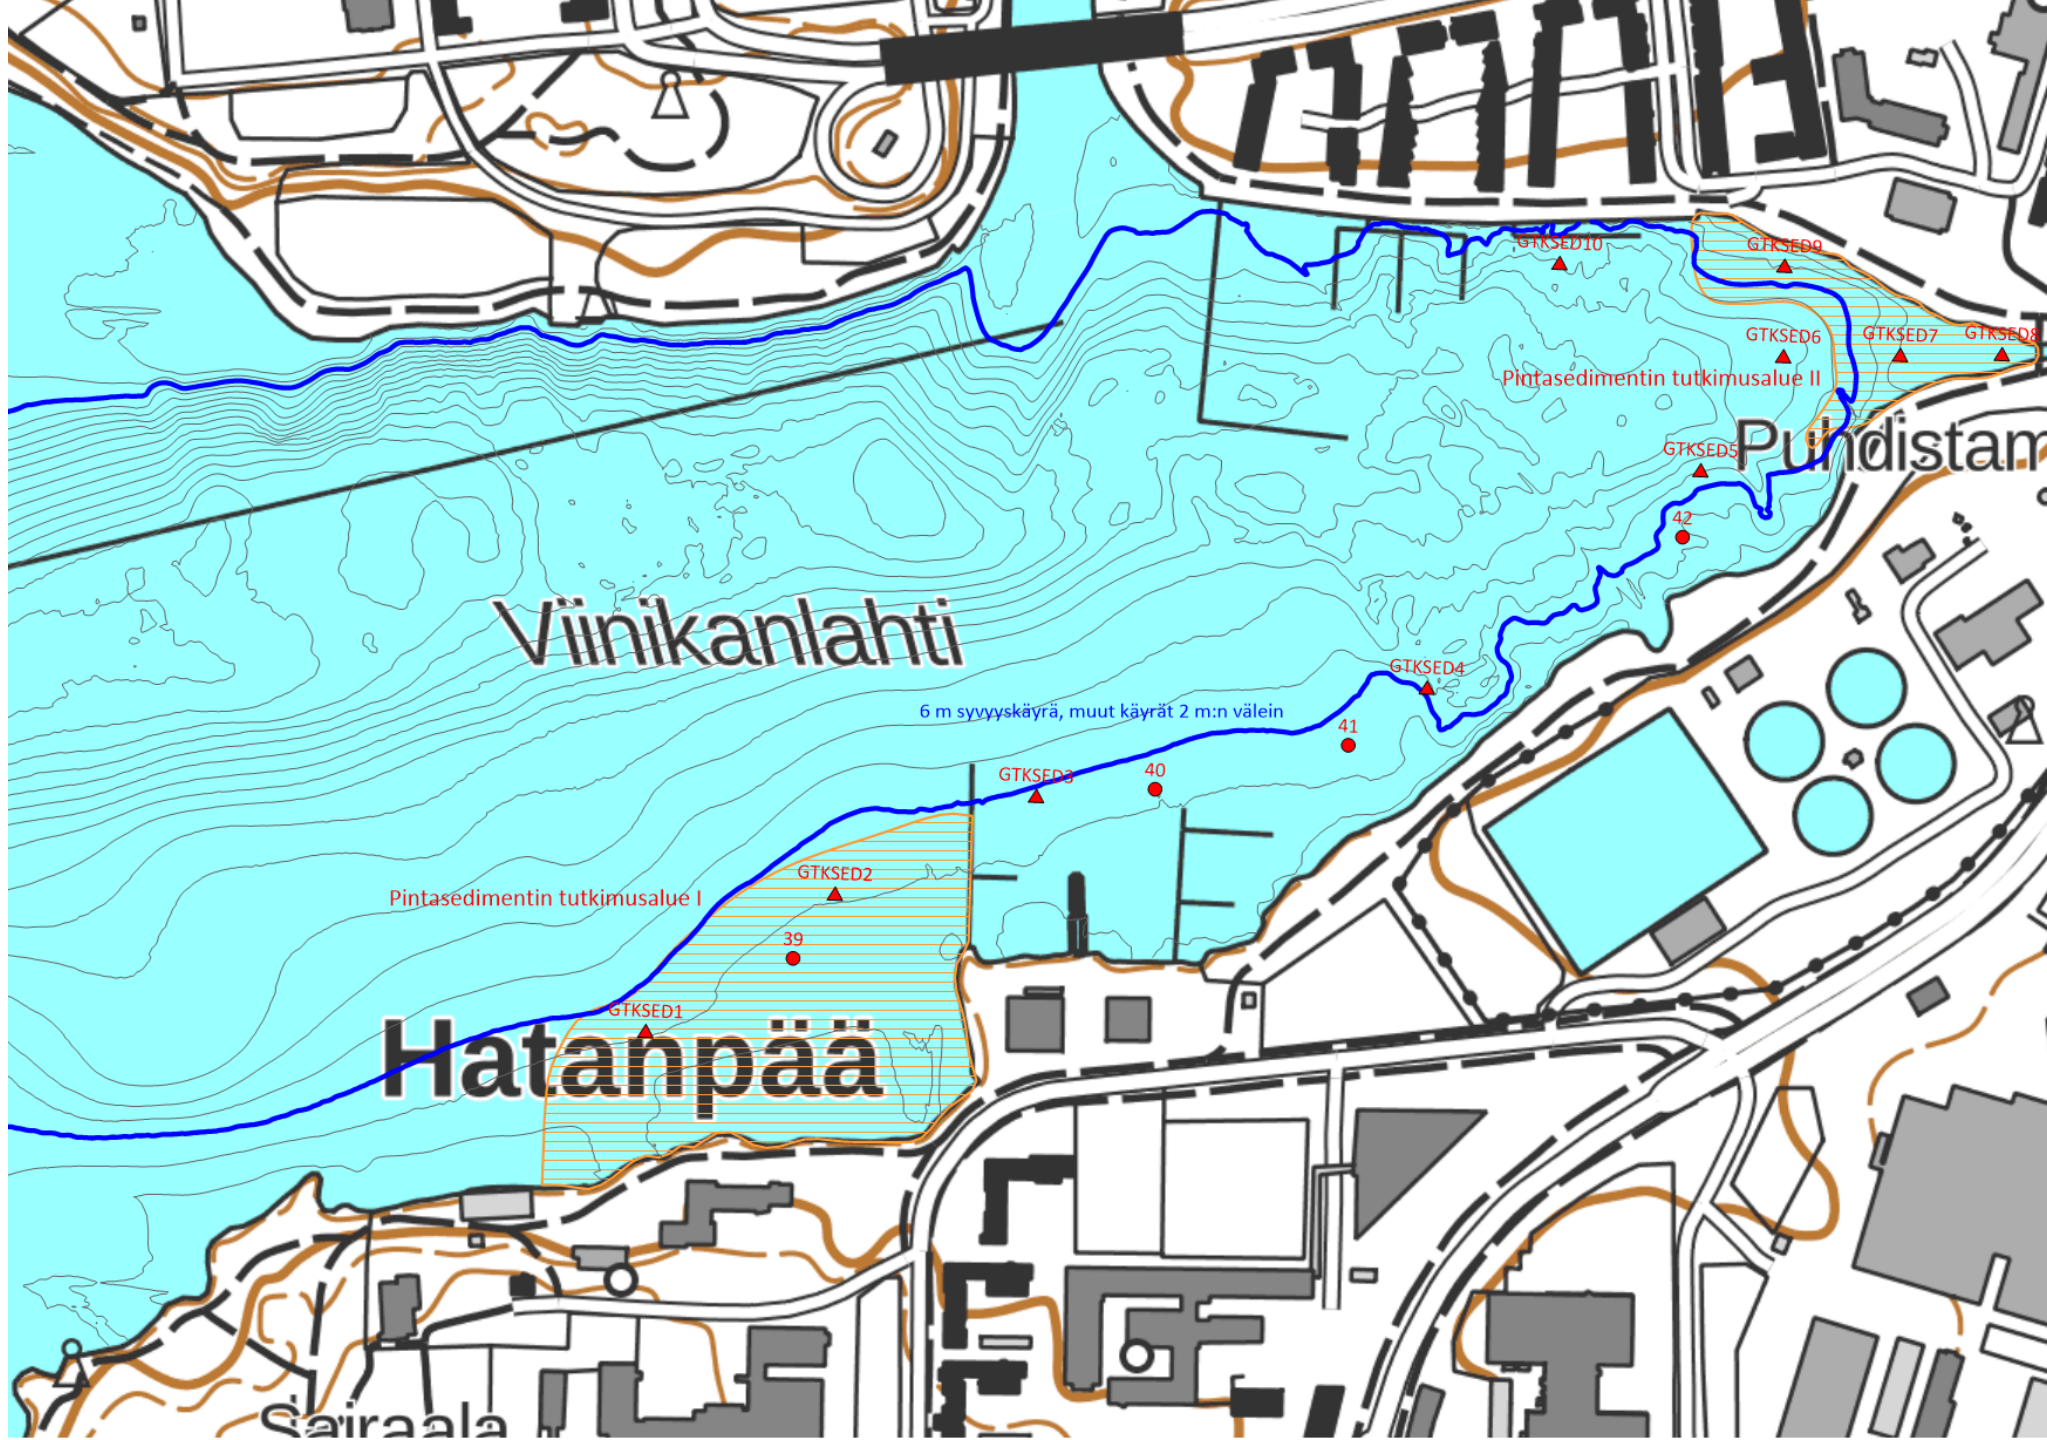 GTKSED10
GTKSED9
GTKSED6
GTKSED7
GTKSED8
Pintasedimentin tutkimusalue II
Puhdistam
GTKSED5
42
Viinikanlahti
GTKSED4
6 m syvyyskäyrä, muut käyrät 2 m:n välein
41
GTKSED3
40
GTKSED2
Pintasedimentin tutkimusalue I
39
GTKSED1
Hatanpää
Sairaala